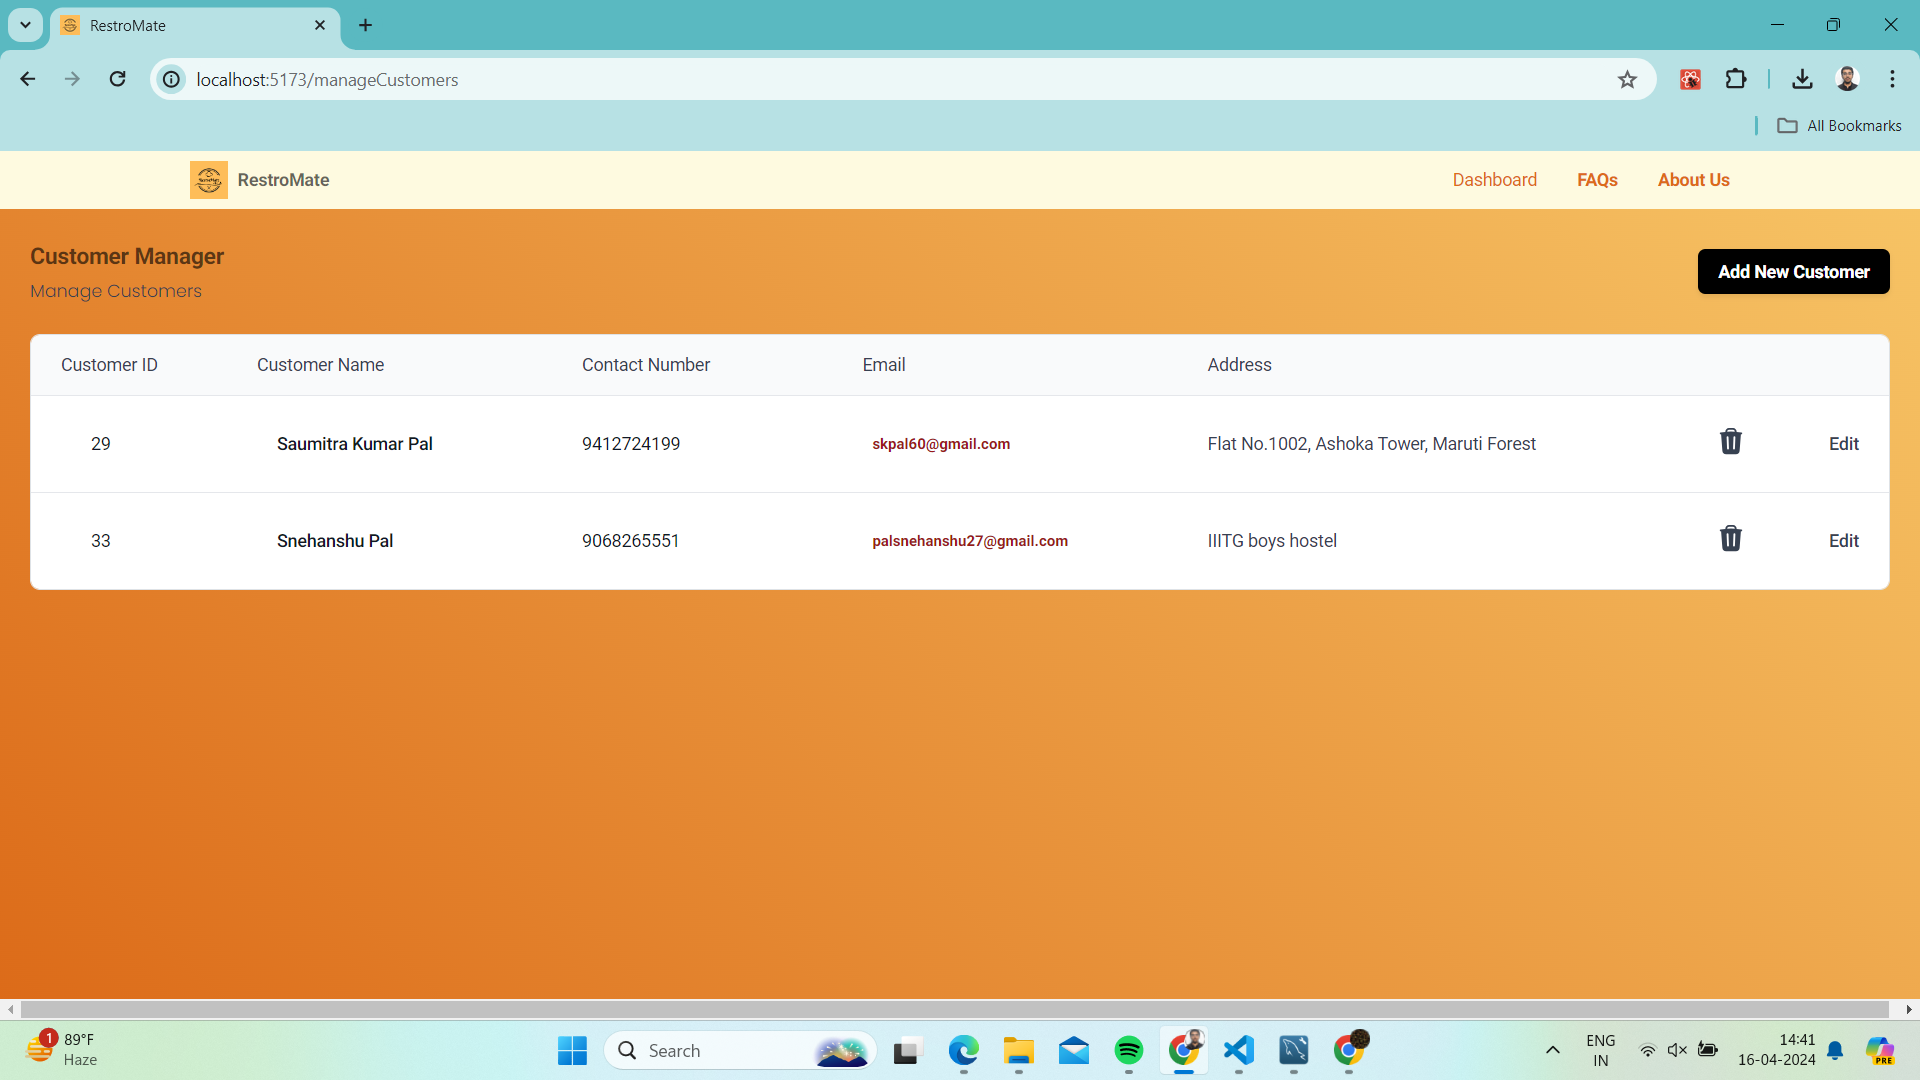 RestroMate
localhost:5173/manageCustomers
All Bookmarks
RestroMate
Dashboard FAQs About Us
Customer Manager
Manage Customers
Add New Customer
Customer ID Customer Name Contact Number Email Address
29 Saumitra Kumar Pal 9412724199 skpal60@gmail.com Flat No.1002, Ashoka Tower, Maruti Forest Edit
33 Snehanshu Pal 9068265551 palsnehanshu27@gmail.com IIITG boys hostel Edit
1
89°F
Haze
Search
ENG
IN
14:41
16-04-2024
PRE